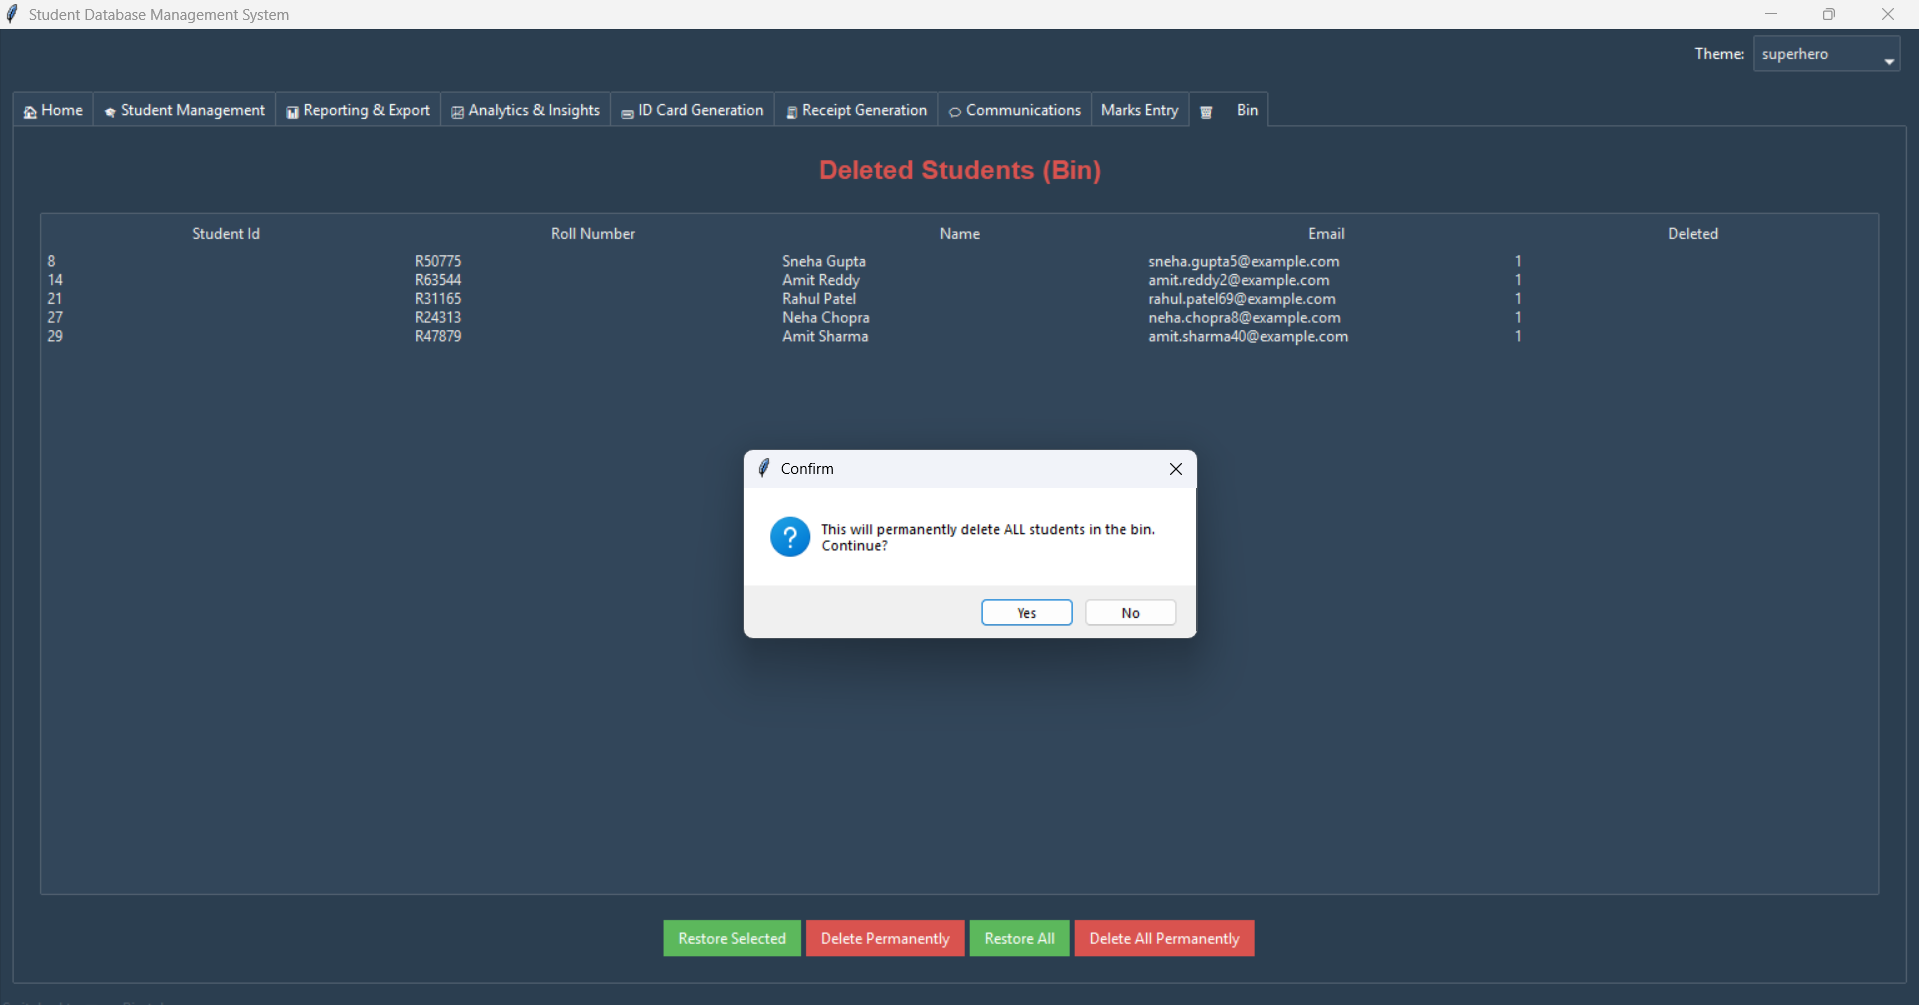 Student Database Management System
Theme: superhero
Home Student Management Reporting & Export Analytics & Insights ID Card Generation Receipt Generation Communications Marks Entry Bin
Deleted Students (Bin)
Student Id Roll Number Name Email Deleted
8 R50775 Sneha Gupta sneha.gupta5@example.com 1
14 R63544 Amit Reddy amit.reddy2@example.com 1
21 R31165 Rahul Patel rahul.patel69@example.com 1
27 R24313 Neha Chopra neha.chopra8@example.com 1
29 R47879 Amit Sharma amit.sharma40@example.com 1
Confirm
This will permanently delete ALL students in the bin.
Continue?
Yes No
Restore Selected Delete Permanently Restore All Delete All Permanently